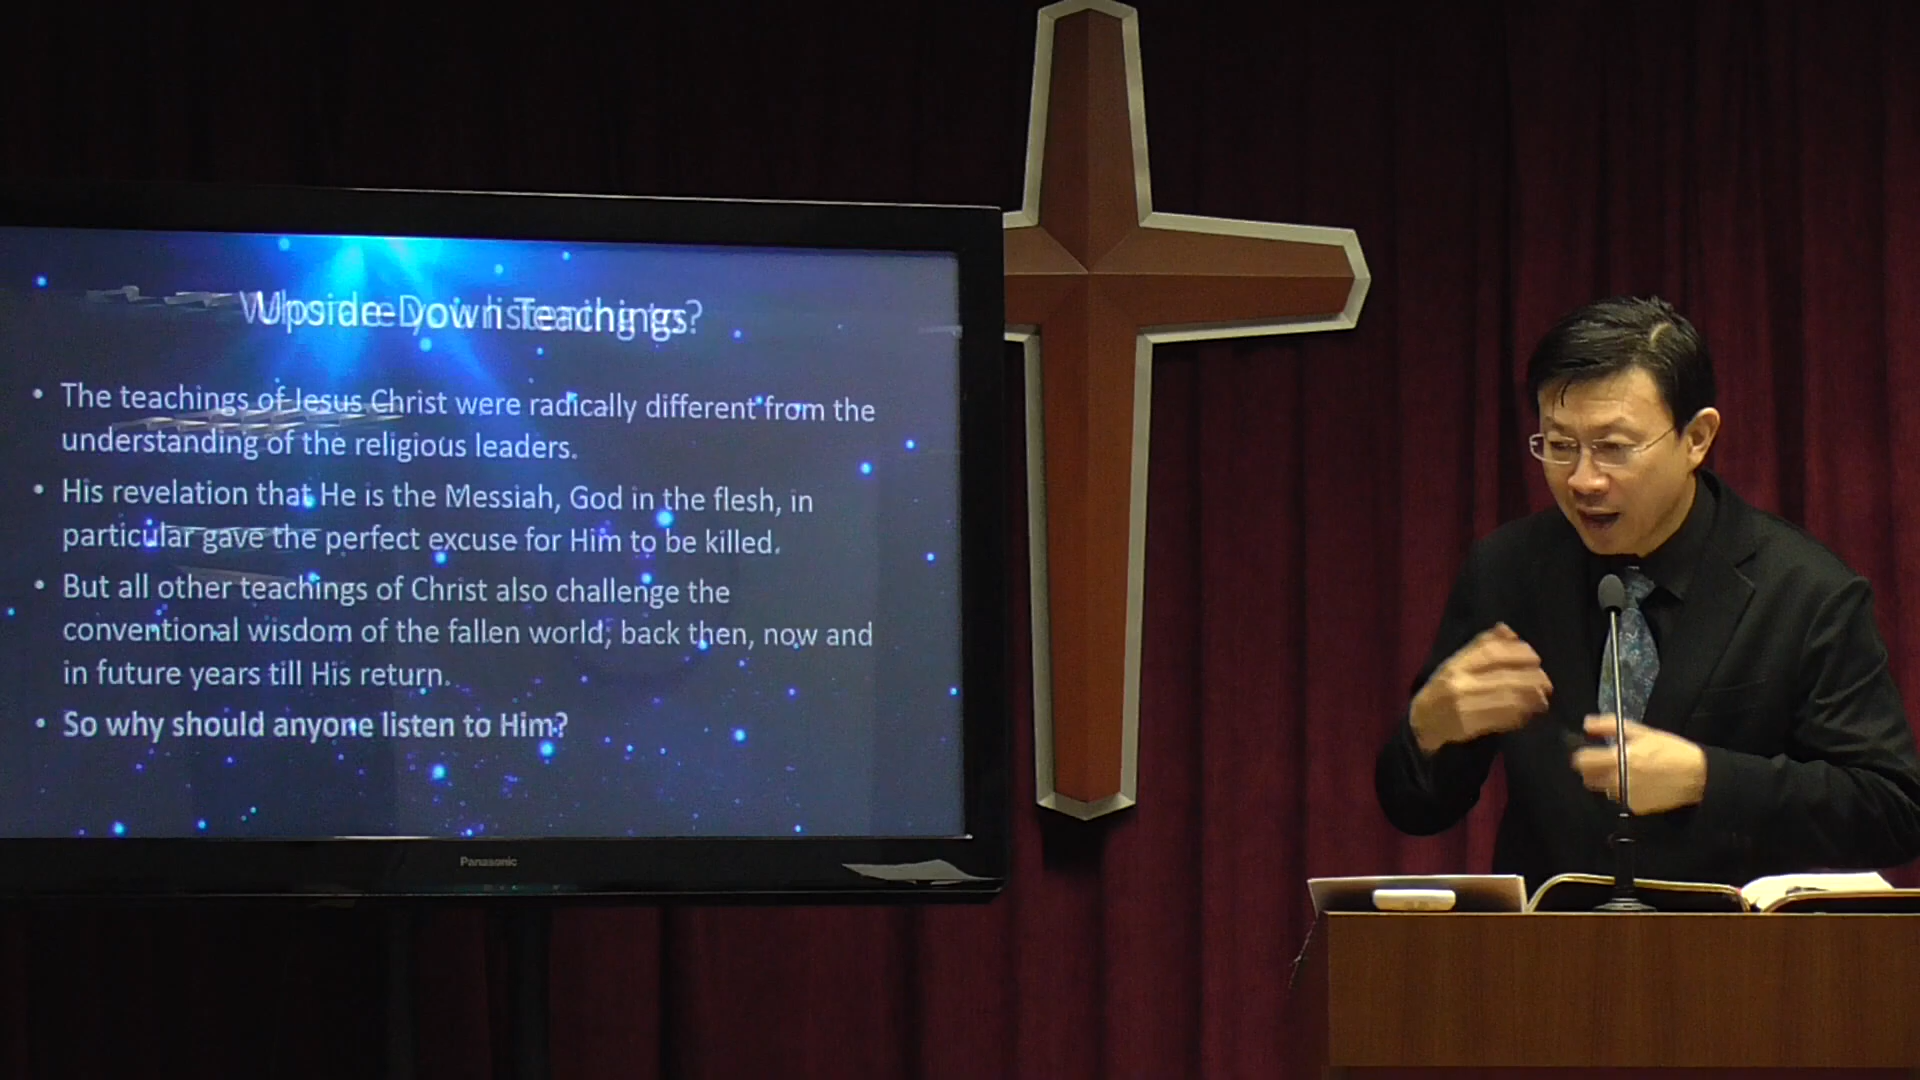 Upside-Down Teachings
• The teachings of Jesus Christ were radically different from the
understanding of the religious leaders.
• His revelation that He is the Messiah, God in the flesh, in
particular gave the perfect excuse for Him to be killed.
• But all other teachings of Christ also challenge the
conventional wisdom of the fallen world; back then, now and
in future years till His return.
• So why should anyone listen to Him?
Panasonic